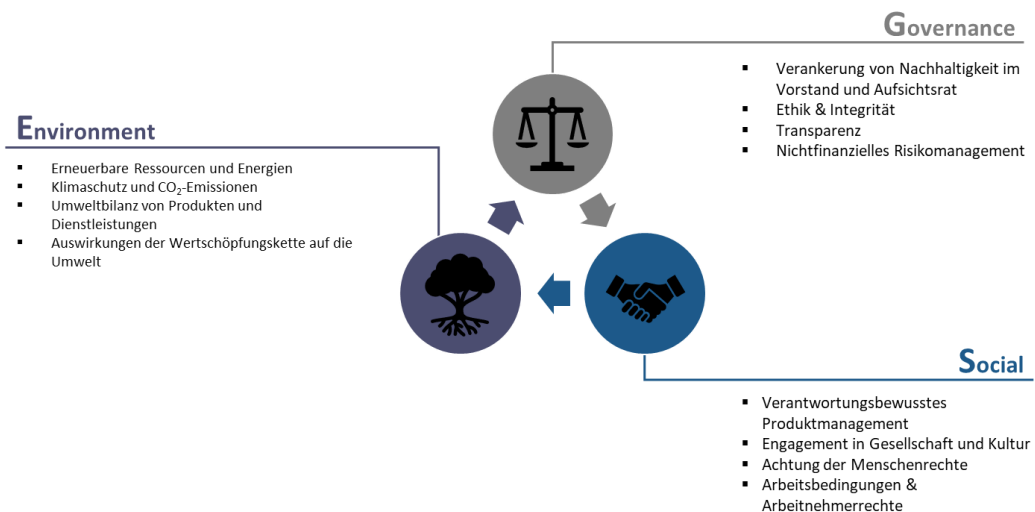 Governance
▪ Verankerung von Nachhaltigkeit im
Vorstand und Aufsichtsrat
▪ Ethik & Integrität
▪ Transparenz
▪ Nichtfinanzielles Risikomanagement
Environment
▪ Erneuerbare Ressourcen und Energien
▪ Klimaschutz und CO₂-Emissionen
▪ Umweltbilanz von Produkten und
Dienstleistungen
▪ Auswirkungen der Wertschöpfungskette auf die
Umwelt
Social
▪ Verantwortungsbewusstes
Produktmanagement
▪ Engagement in Gesellschaft und Kultur
▪ Achtung der Menschenrechte
▪ Arbeitsbedingungen &
Arbeitnehmerrechte